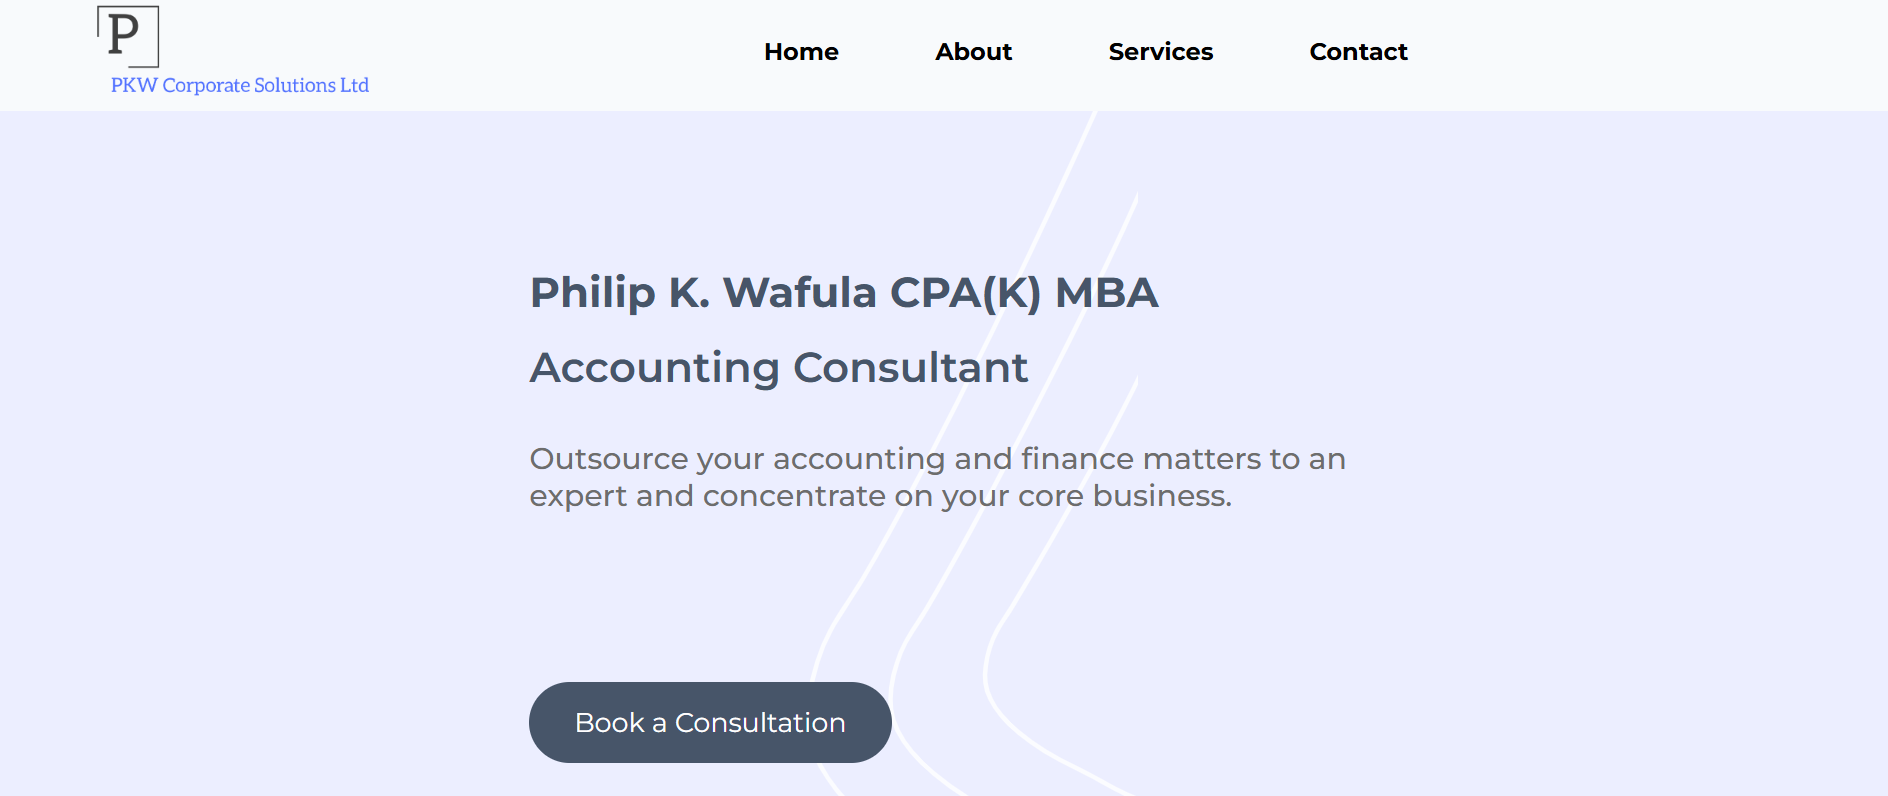 P
PKW Corporate Solutions Ltd
Home About Services Contact
Philip K. Wafula CPA(K) MBA
Accounting Consultant
Outsource your accounting and finance matters to an
expert and concentrate on your core business.
Book a Consultation